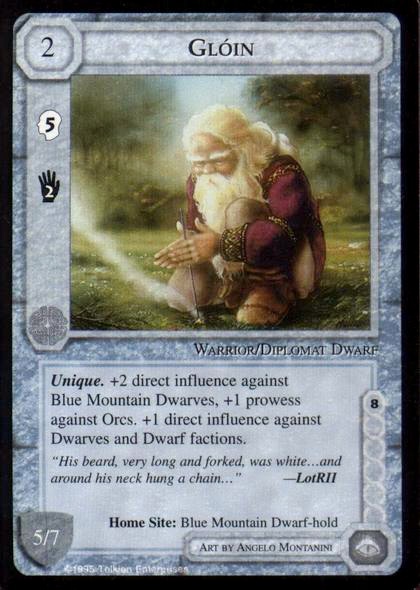 2
GLÓIN
5
2
WARRIOR/DIPLOMAT DWARF
Unique. +2 direct influence against
Blue Mountain Dwarves, +1 prowess
against Orcs. +1 direct influence against
Dwarves and Dwarf factions.
8
“His beard, very long and forked, was white…and
around his neck hung a chain…” —LotRII
Home Site: Blue Mountain Dwarf-hold
5/7
ART BY ANGELO MONTANINI
©1995 Tolkien Enterprises